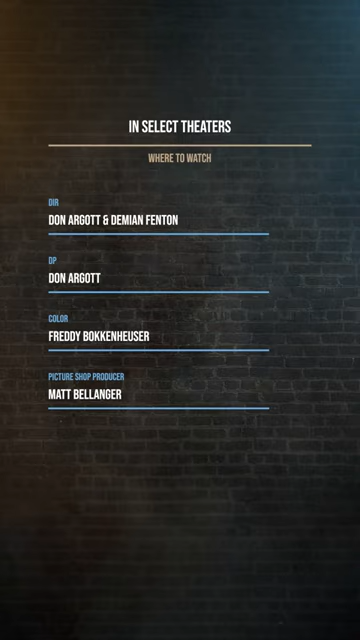 IN SELECT THEATERS
WHERE TO WATCH
DIR
DON ARGOTT & DEMIAN FENTON
DP
DON ARGOTT
COLOR
FREDDY BOKKENHEUSER
PICTURE SHOP PRODUCER
MATT BELLANGER